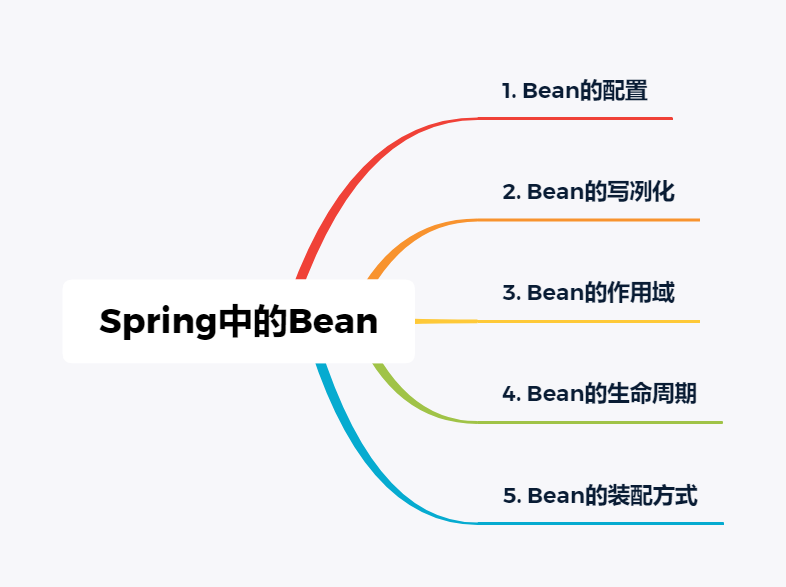 1. Bean的配置
2. Bean的写冽化
Spring中的Bean
3. Bean的作用域
4. Bean的生命周期
5. Bean的装配方式